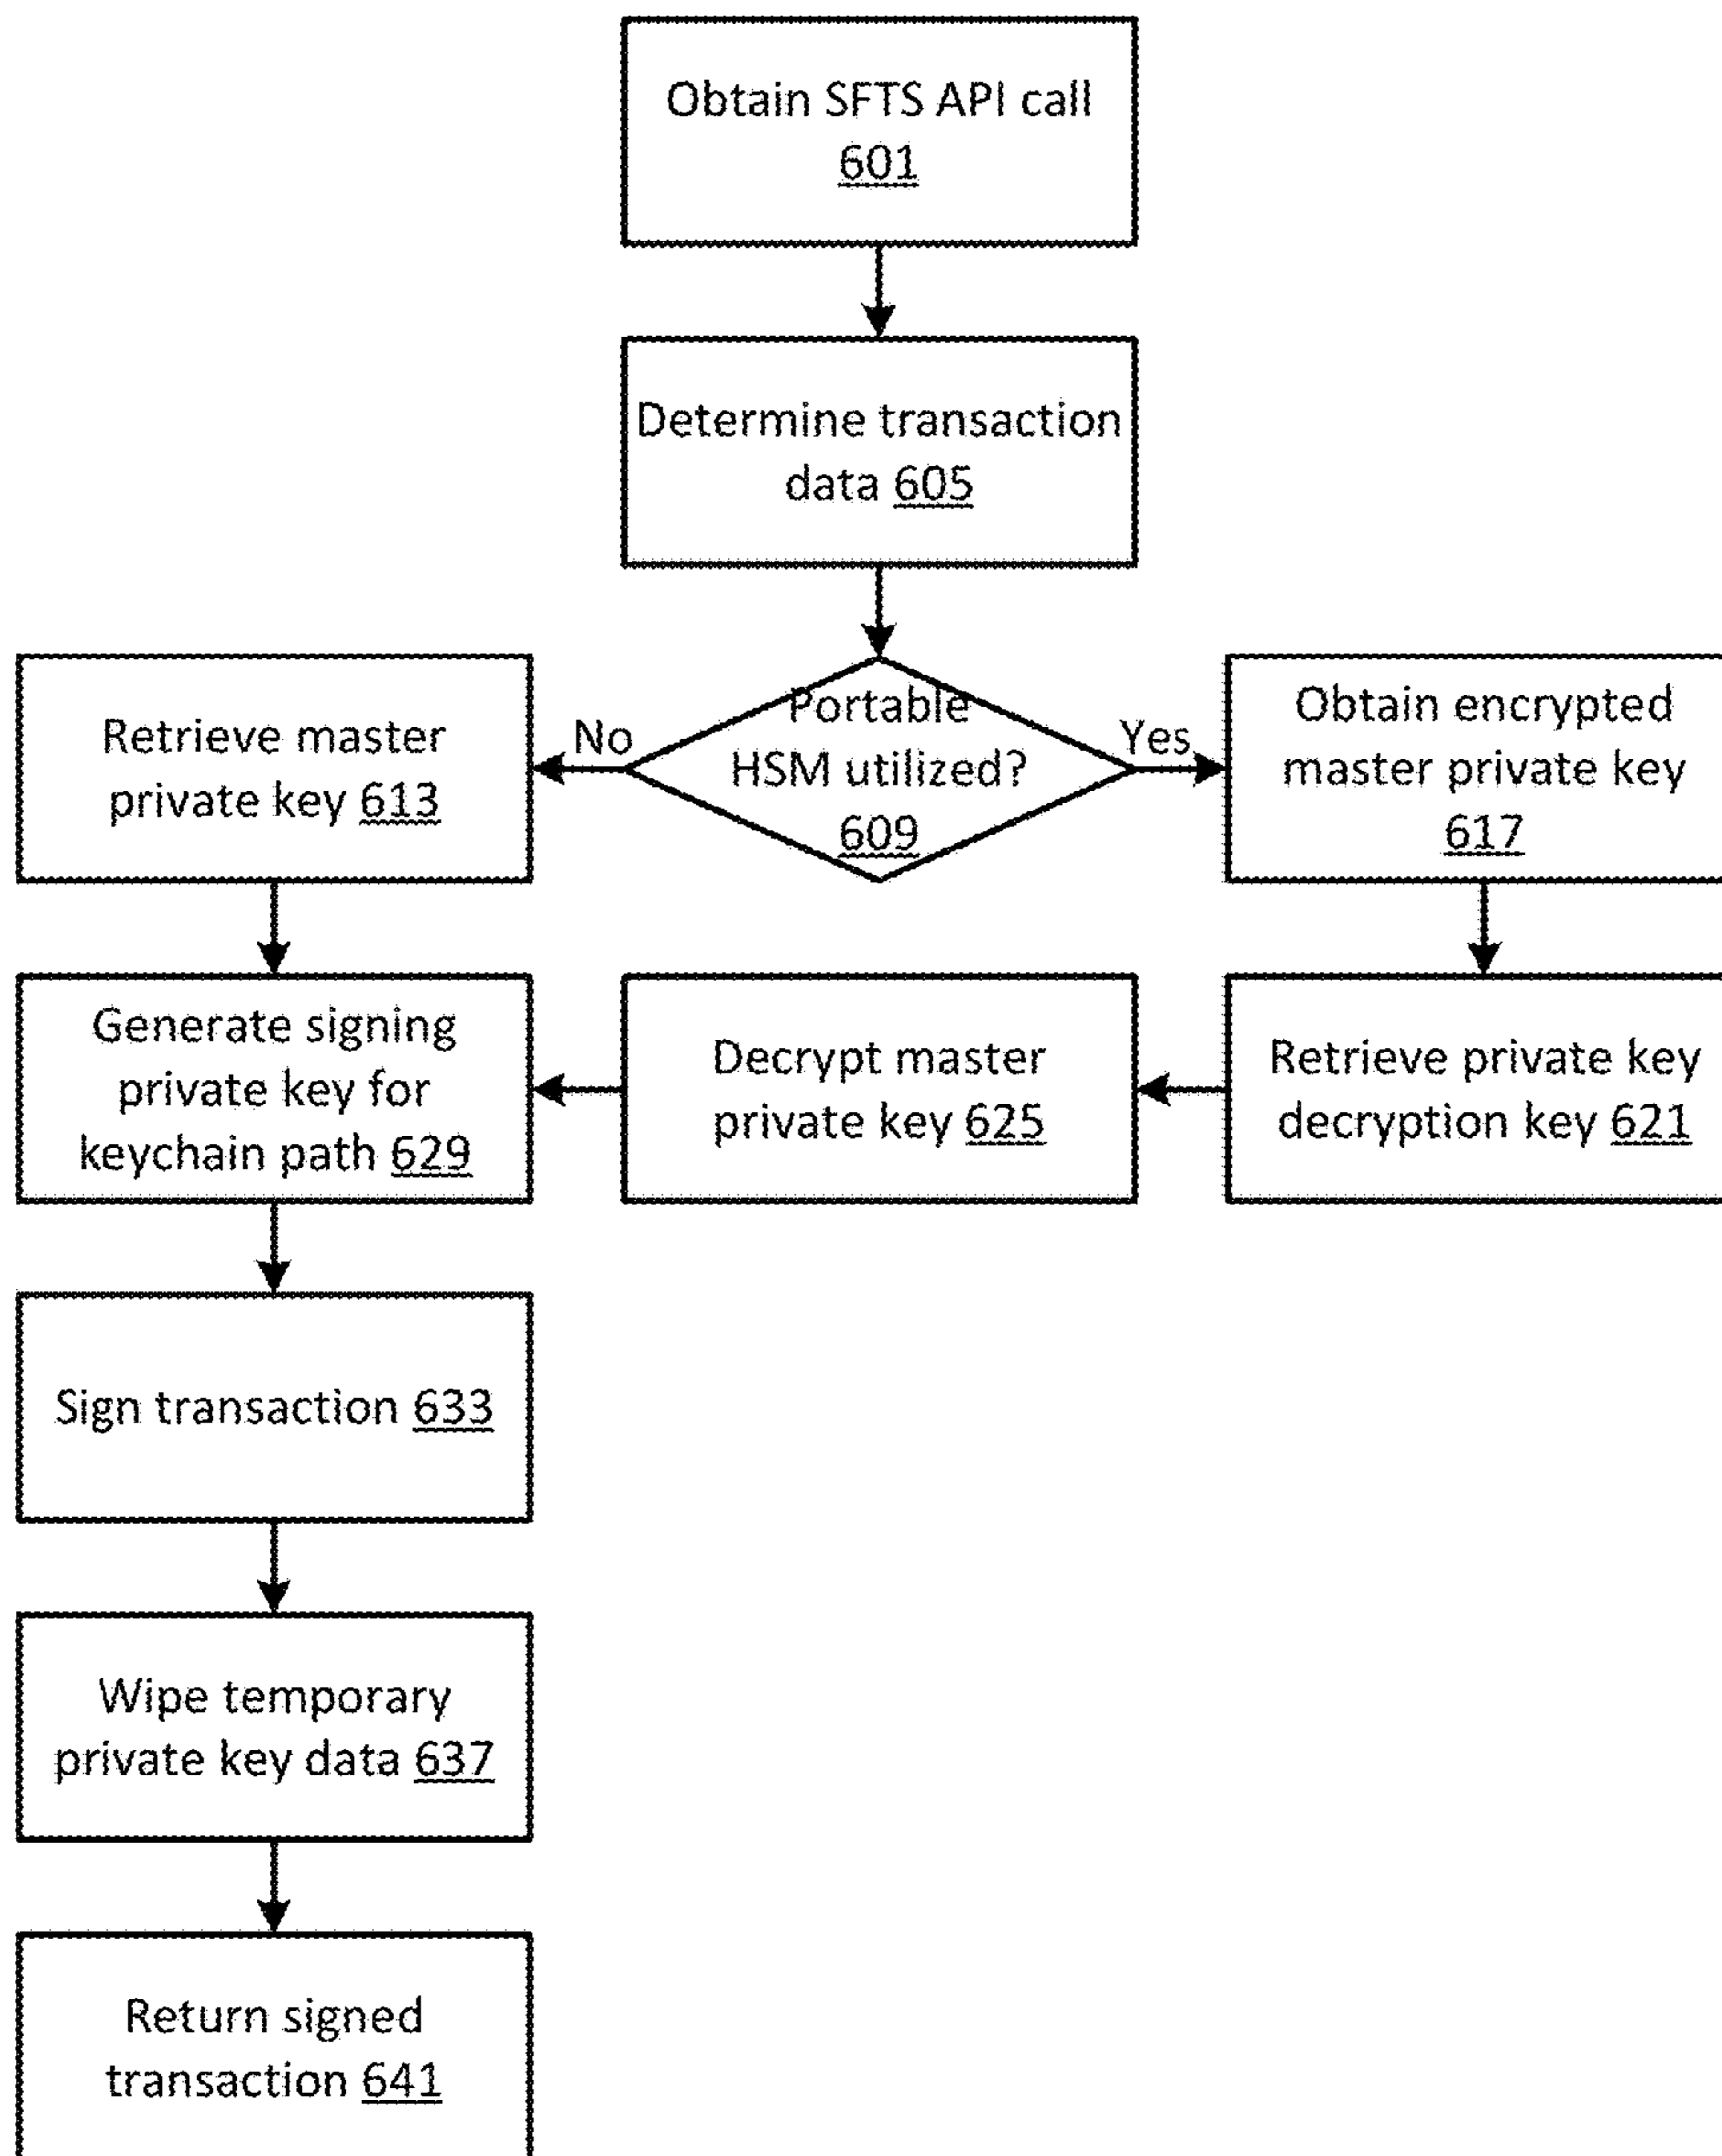 Obtain SFTS API call
601
Determine transaction
data 605
Retrieve master
private key 613
No
Portable
HSM utilized?
609
Yes
Obtain encrypted
master private key
617
Generate signing
private key for
keychain path 629
Decrypt master
private key 625
Retrieve private key
decryption key 621
Sign transaction 633
Wipe temporary
private key data 637
Return signed
transaction 641